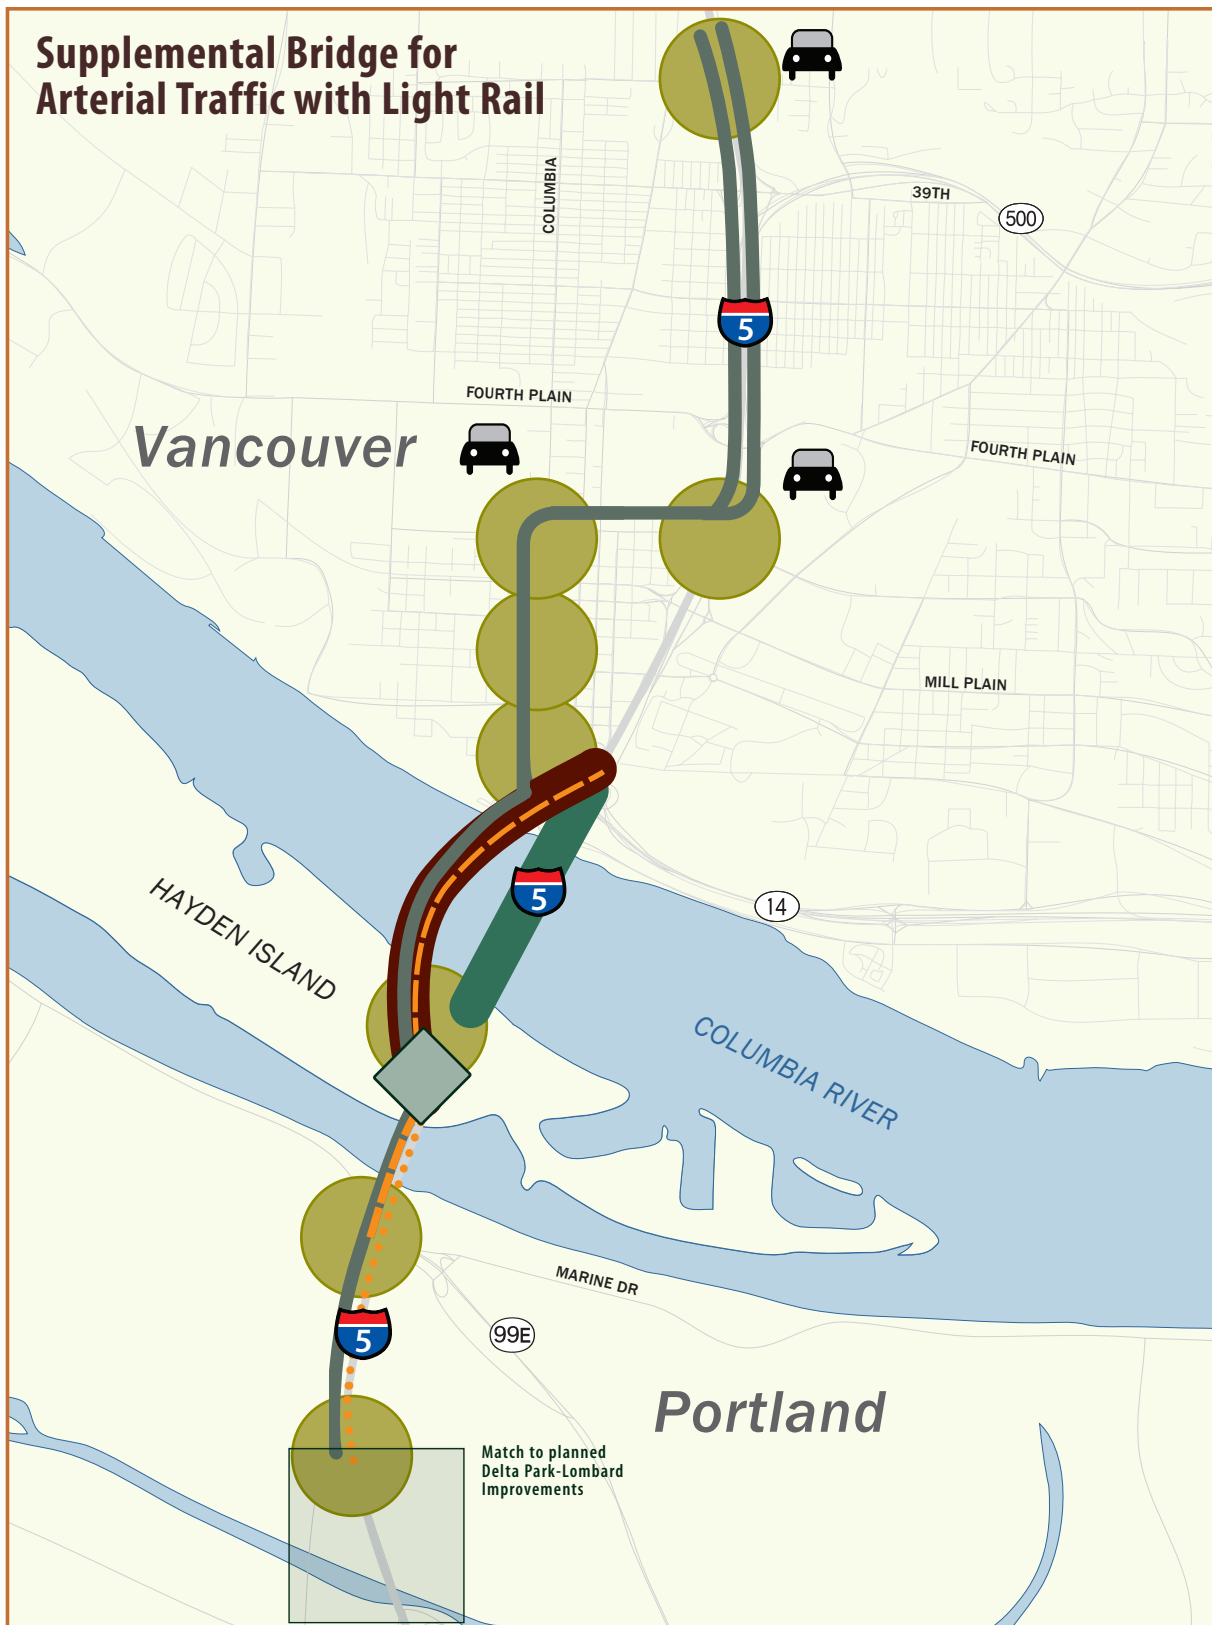 Supplemental Bridge for
Arterial Traffic with Light Rail
COLUMBIA
39TH
500
5
FOURTH PLAIN
Vancouver
FOURTH PLAIN
MILL PLAIN
HAYDEN ISLAND
5
14
COLUMBIA RIVER
MARINE DR
5
99E
Portland
Match to planned
Delta Park-Lombard
Improvements